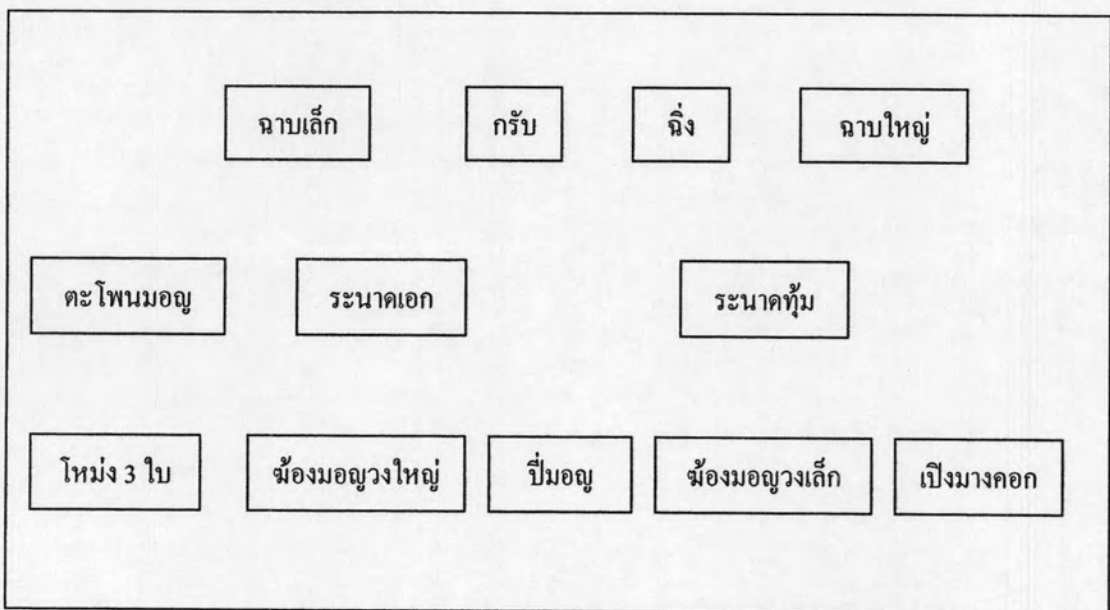 ฉาบเล็ก กรับ ฉิ่ง ฉาบใหญ่
ตะโพนมอญ ระนาดเอก ระนาดทุ้ม
โหม่ง 3 ใบ ฆ้องมอญวงใหญ่ ปี่มอญ ฆ้องมอญวงเล็ก เปิงมางคอก